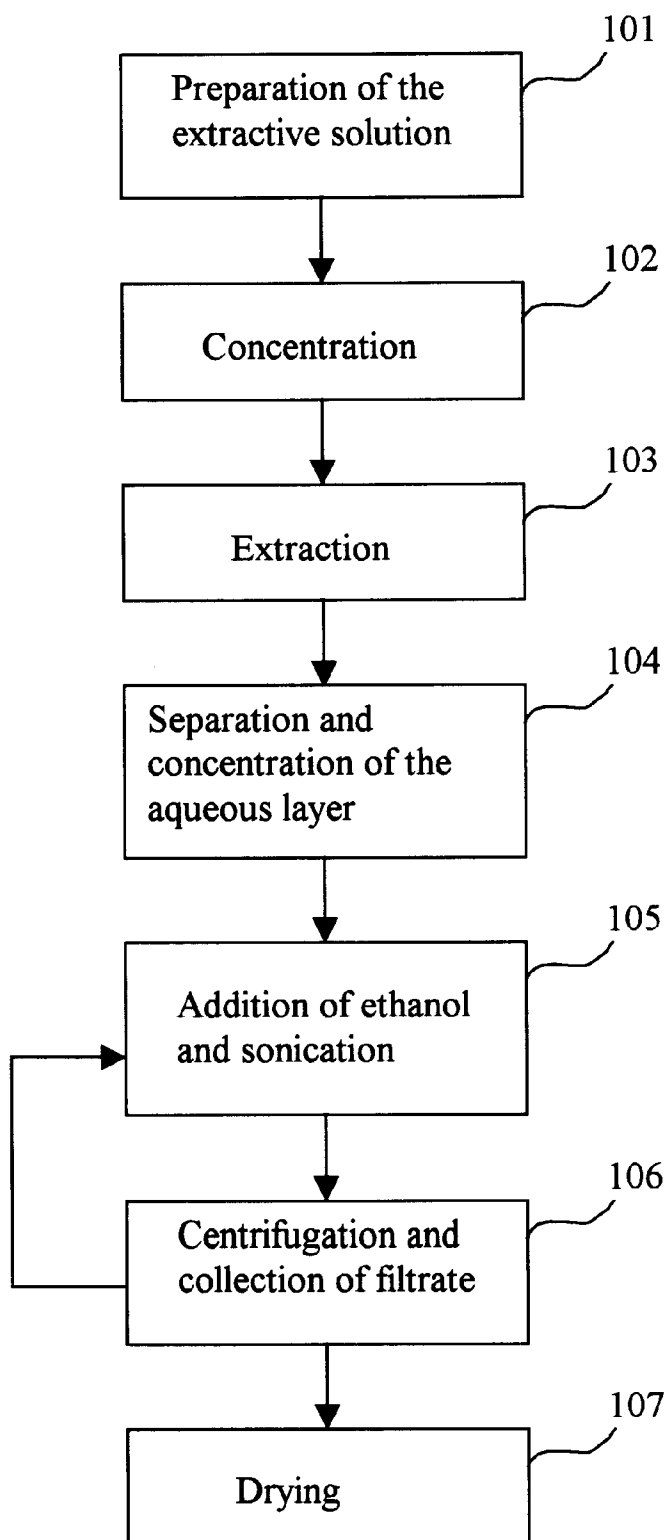 101
Preparation of the
extractive solution
102
Concentration
103
Extraction
104
Separation and
concentration of the
aqueous layer
105
Addition of ethanol
and sonication
106
Centrifugation and
collection of filtrate
107
Drying